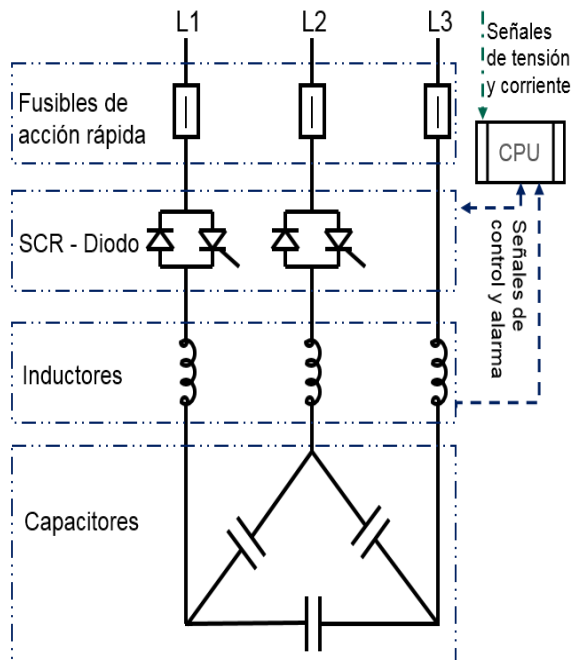 L1
L2
L3
Señales
de tensión
y corriente
Fusibles de
acción rápida
CPU
SCR - Diodo
Señales de
control y alarma
Inductores
Capacitores